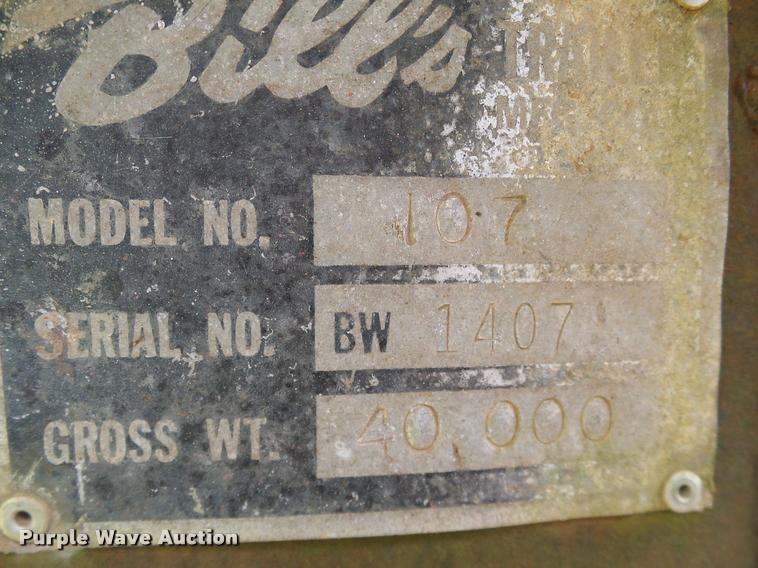 Bill's
MODEL NO. 107
SERIAL NO. BW 1407
GROSS WT. 40,000
Purple Wave Auction